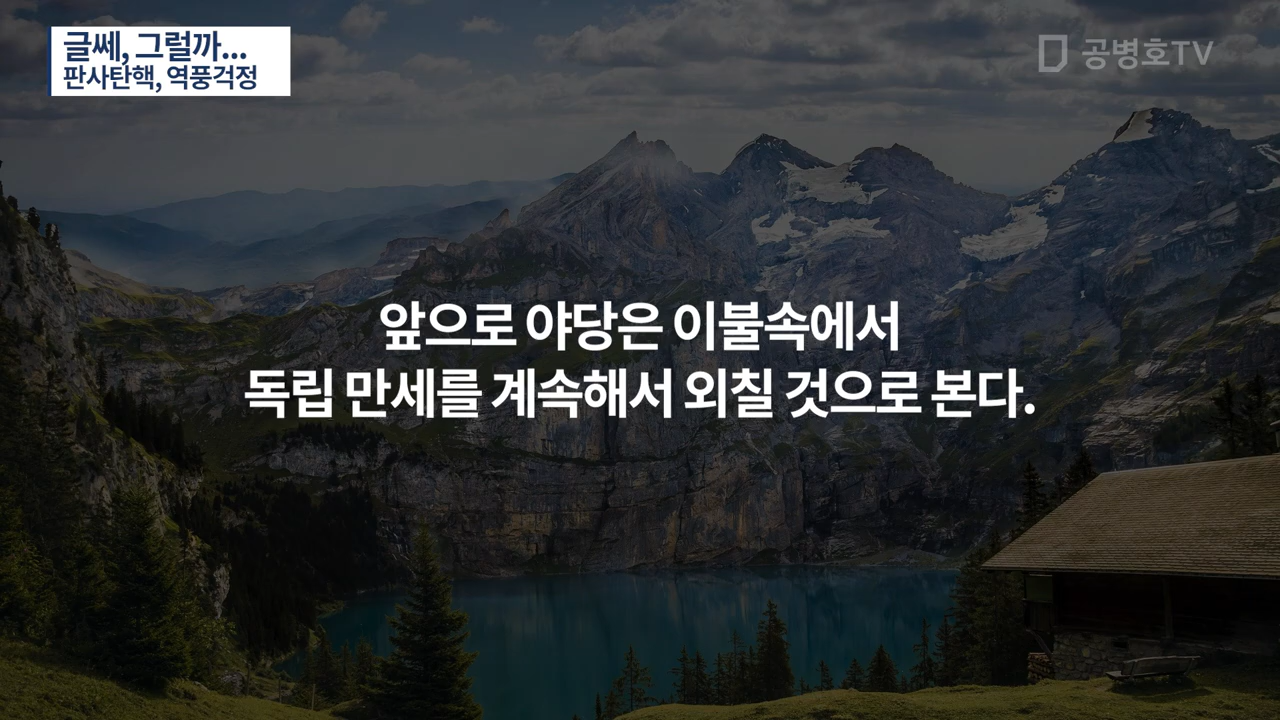 글쎄, 그럴까...
판사탄핵, 역풍걱정
공병호TV
앞으로 야당은 이불속에서
독립 만세를 계속해서 외칠 것으로 본다.